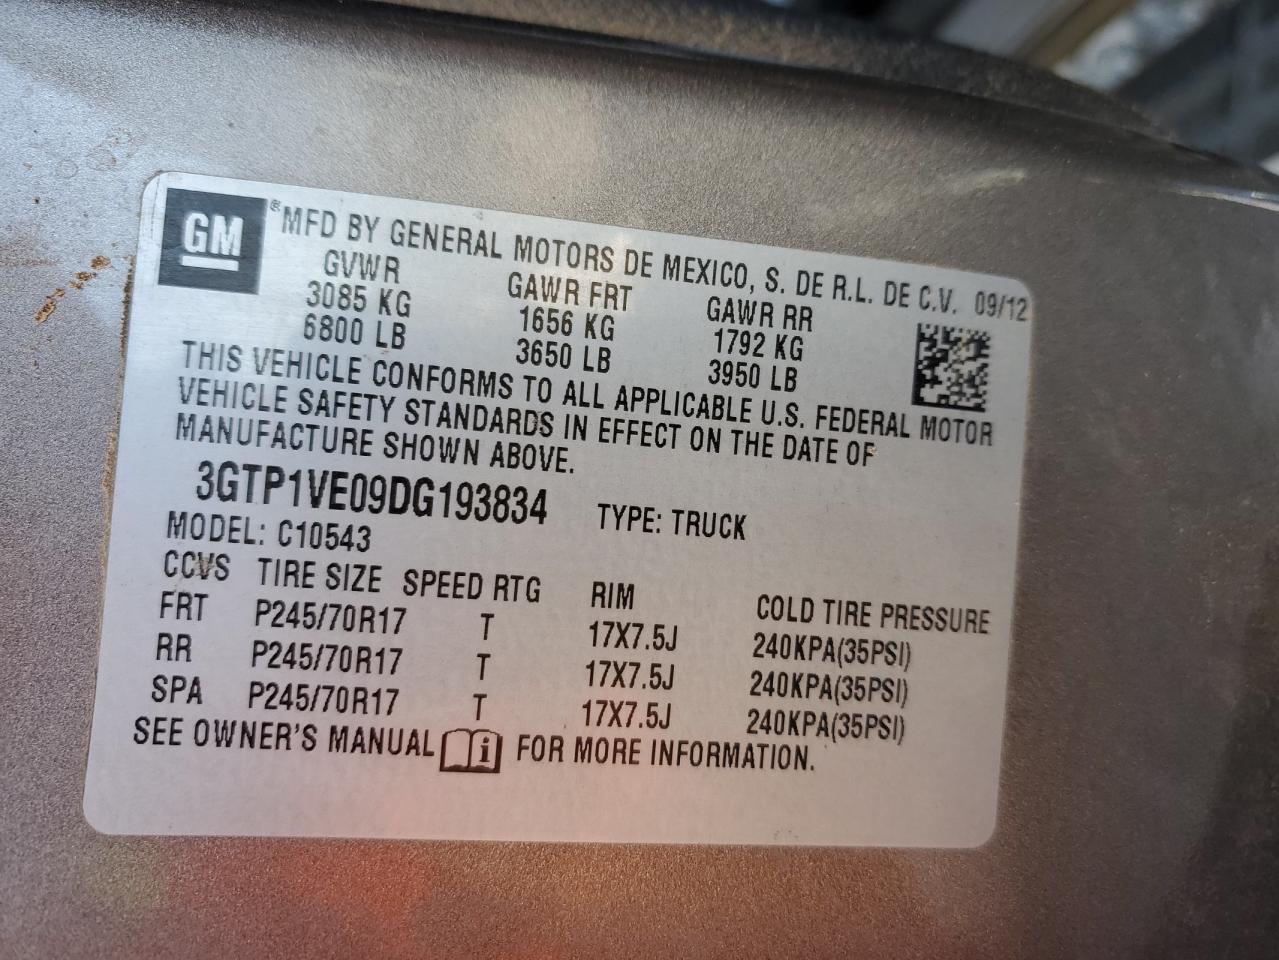 GM ® MFD BY GENERAL MOTORS DE MEXICO, S. DE R.L. DE C.V. 09/12
GVWR GAWR FRT GAWR RR
3085 KG 1656 KG 1792 KG
6800 LB 3650 LB 3950 LB
THIS VEHICLE CONFORMS TO ALL APPLICABLE U.S. FEDERAL MOTOR
VEHICLE SAFETY STANDARDS IN EFFECT ON THE DATE OF
MANUFACTURE SHOWN ABOVE.
3GTP1VE09DG193834 TYPE: TRUCK
MODEL: C10543
CCVS TIRE SIZE SPEED RTG RIM COLD TIRE PRESSURE
FRT P245/70R17 T 17X7.5J 240KPA(35PSI)
RR P245/70R17 T 17X7.5J 240KPA(35PSI)
SPA P245/70R17 T 17X7.5J 240KPA(35PSI)
SEE OWNER'S MANUAL i FOR MORE INFORMATION.